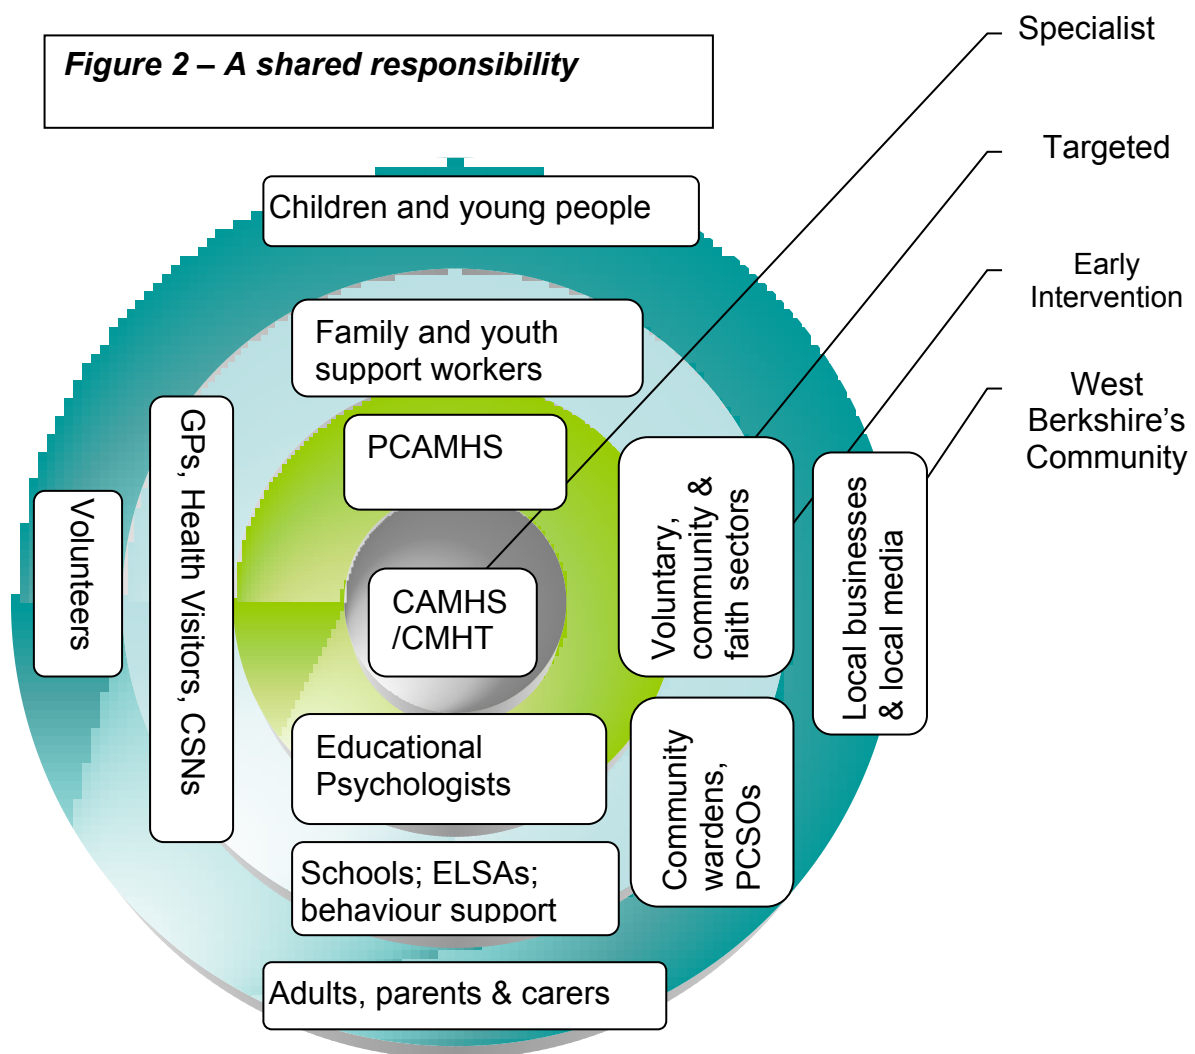 Figure 2 – A shared responsibility
Specialist
Targeted
Early
Intervention
West
Berkshire's
Community
Children and young people
Family and youth
support workers
PCAMHS
GPs, Health Visitors, CSNs
Volunteers
CAMHS
/CMHT
Voluntary,
community &
faith sectors
Local businesses
& local media
Educational
Psychologists
Community
wardens,
PCSOs
Schools; ELSAs;
behaviour support
Adults, parents & carers